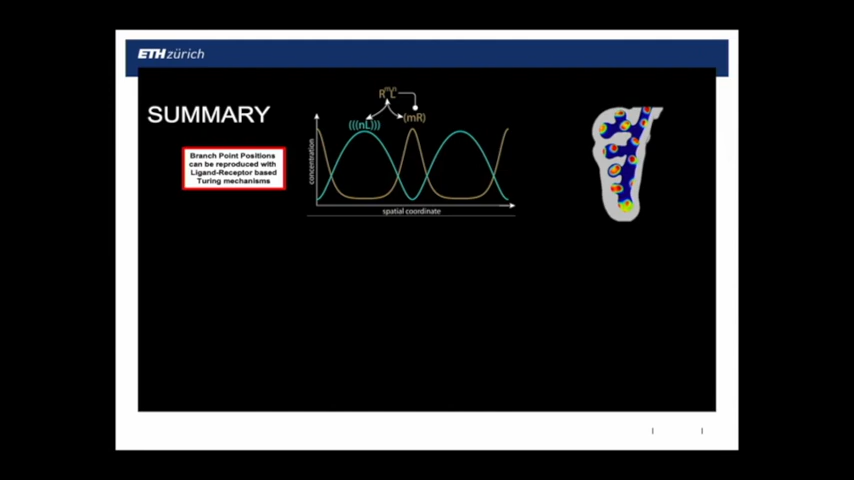 ETH zürich
SUMMARY
Branch Point Positions
can be reproduced with
Ligand-Receptor based
Turing mechanisms
(((nL)))
(mR)
concentration
spatial coordinate